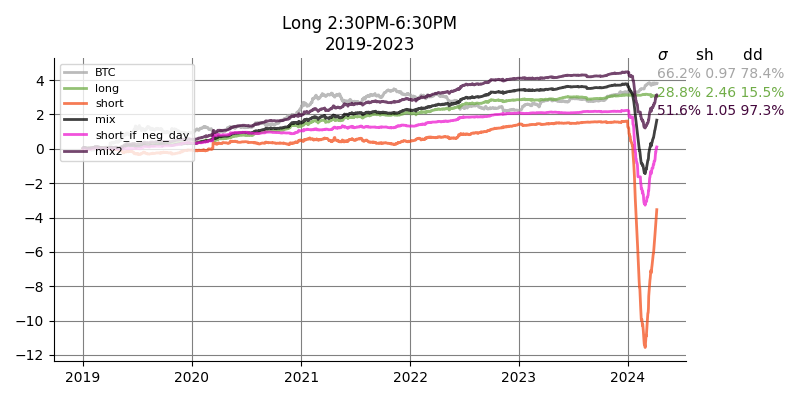 Long 2:30PM-6:30PM
2019-2023
σ sh dd
66.2% 0.97 78.4%
28.8% 2.46 15.5%
51.6% 1.05 97.3%
BTC
long
short
mix
short_if_neg_day
mix2
4
2
0
−2
−4
−6
−8
−10
−12
2019 2020 2021 2022 2023 2024